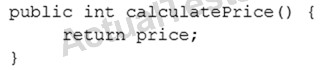 public int calculatePrice() {
    return price;
}